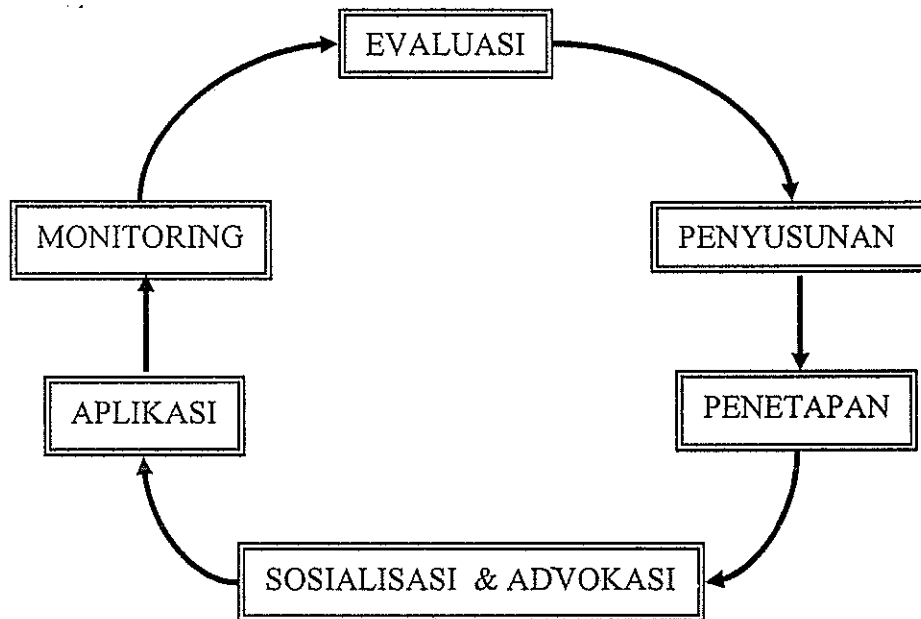 EVALUASI
MONITORING
PENYUSUNAN
APLIKASI
PENETAPAN
SOSIALISASI & ADVOKASI